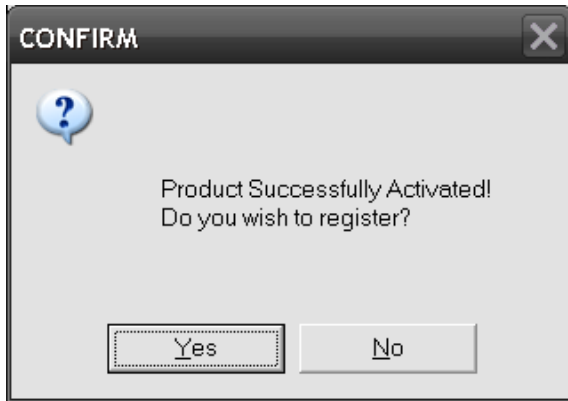 CONFIRM
Product Successfully Activated!
Do you wish to register?
Yes No